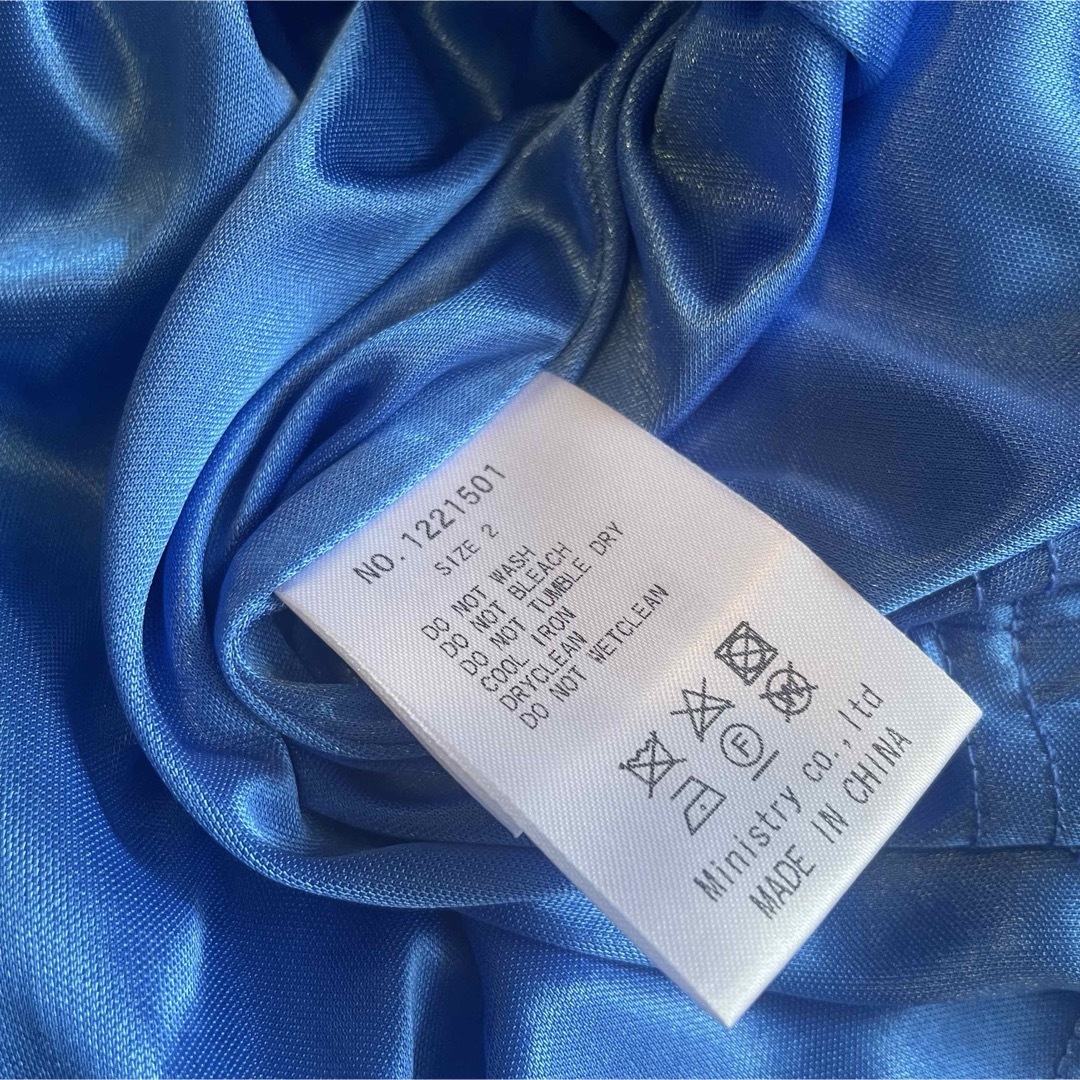 NO.1221501
SIZE 2
DO NOT WASH
DO NOT BLEACH
DO NOT TUMBLE DRY
COOL IRON
DRYCLEAN
DO NOT WETCLEAN
F
W
Ministry co.,ltd
MADE IN CHINA